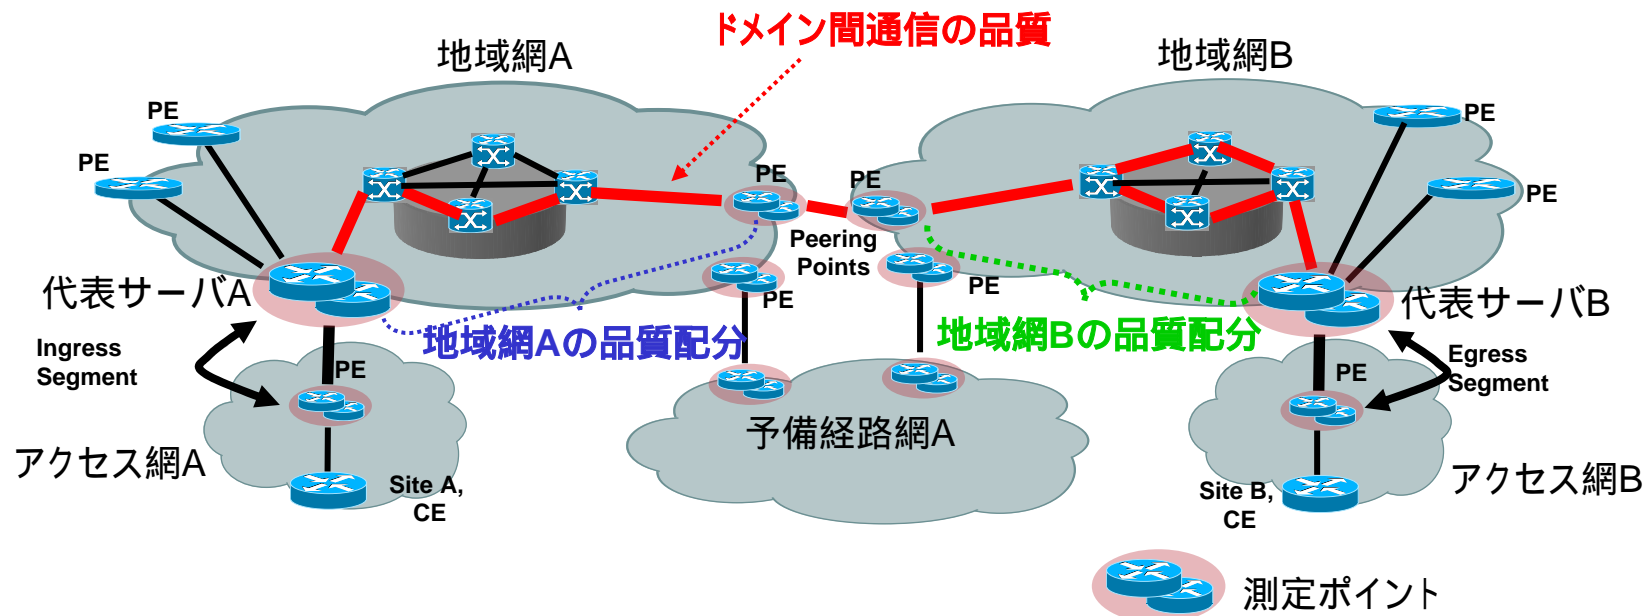 ドメイン間通信の品質
地域網A
地域網B
PE
PE
PE
PE
PE
PE
Peering
Points
PE
PE
代表サーバA
代表サーバB
地域網Aの品質配分
地域網Bの品質配分
Ingress
Segment
Egress
Segment
PE
PE
予備経路網A
アクセス網A
アクセス網B
Site A,
CE
Site B,
CE
測定ポイント